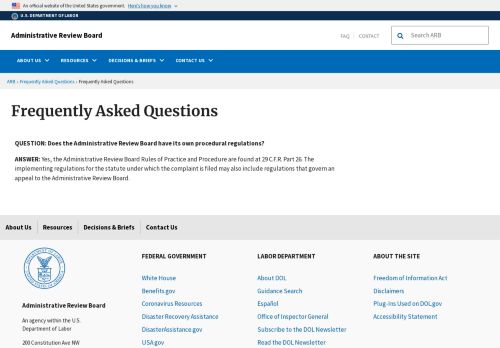 An official website of the United States government. Here's how you know
U.S. DEPARTMENT OF LABOR
Administrative Review Board
FAQ
CONTACT
Search ARB
ABOUT US
RESOURCES
DECISIONS & BRIEFS
CONTACT US
ARB › Frequently Asked Questions › Frequently Asked Questions
Frequently Asked Questions
QUESTION: Does the Administrative Review Board have its own procedural regulations?
ANSWER: Yes, the Administrative Review Board Rules of Practice and Procedure are found at 29 C.F.R. Part 26. The
implementing regulations for the statute under which the complaint is filed may also include regulations that govern an
appeal to the Administrative Review Board.
About Us
Resources
Decisions & Briefs
Contact Us
Administrative Review Board
An agency within the U.S.
Department of Labor
200 Constitution Ave NW
FEDERAL GOVERNMENT
White House
Benefits.gov
Coronavirus Resources
Disaster Recovery Assistance
DisasterAssistance.gov
USA.gov
LABOR DEPARTMENT
About DOL
Guidance Search
Español
Office of Inspector General
Subscribe to the DOL Newsletter
Read the DOL Newsletter
ABOUT THE SITE
Freedom of Information Act
Disclaimers
Plug-Ins Used on DOL.gov
Accessibility Statement